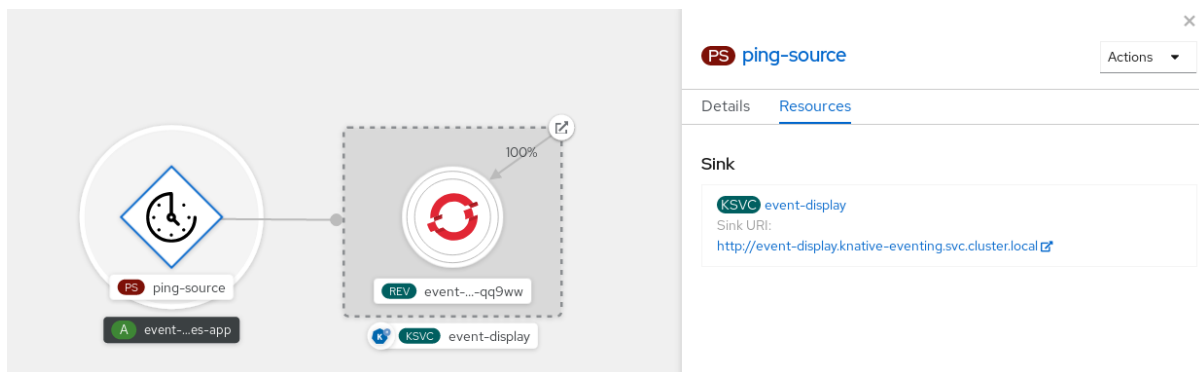 100%
PS ping-source
A event-...es-app
REV event-...-qq9ww
KSVC event-display
PS ping-source
Actions
Details Resources
Sink
KSVC event-display
Sink URI:
http://event-display.knative-eventing.svc.cluster.local